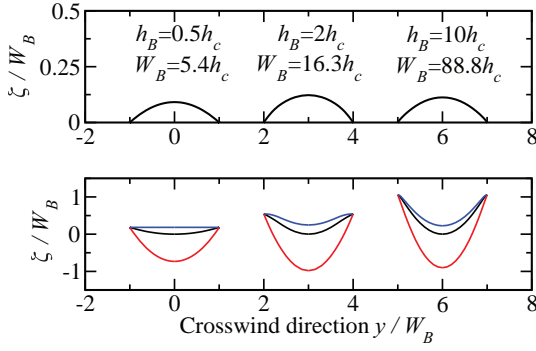 0.5
h_B=0.5h_c h_B=2h_c h_B=10h_c
W_B=5.4h_c W_B=16.3h_c W_B=88.8h_c
ζ / W_B
0.25
0
-2 0 2 4 6 8
1
ζ / W_B
0
-1
-2 0 2 4 6 8
Crosswind direction y / W_B